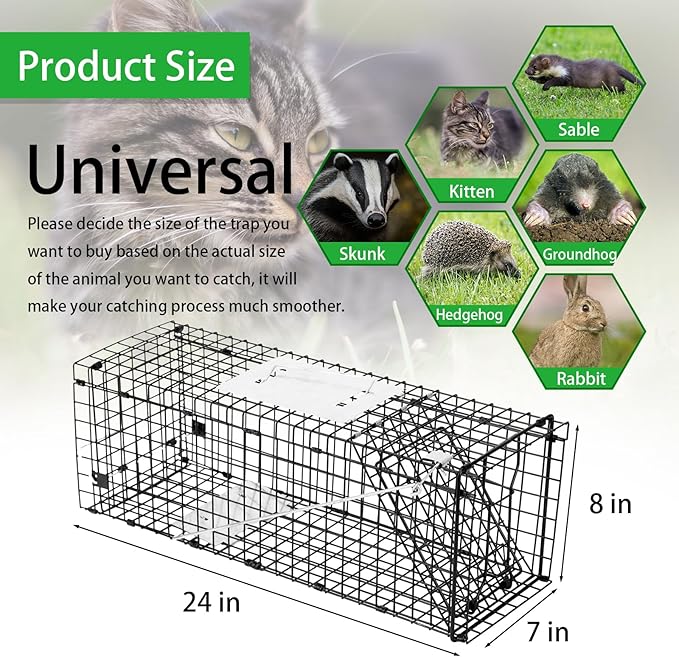 Product Size
Universal
Please decide the size of the trap you
want to buy based on the actual size
of the animal you want to catch, it will
make your catching process much smoother.
Sable
Kitten
Skunk
Groundhog
Hedgehog
Rabbit
8 in
24 in
7 in